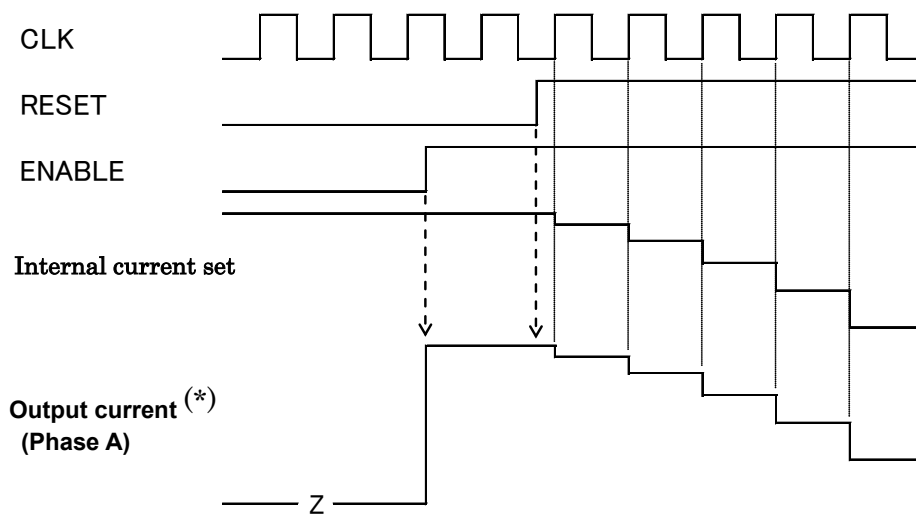 CLK
RESET
ENABLE
Internal current set
Output current (*)
(Phase A)
Z